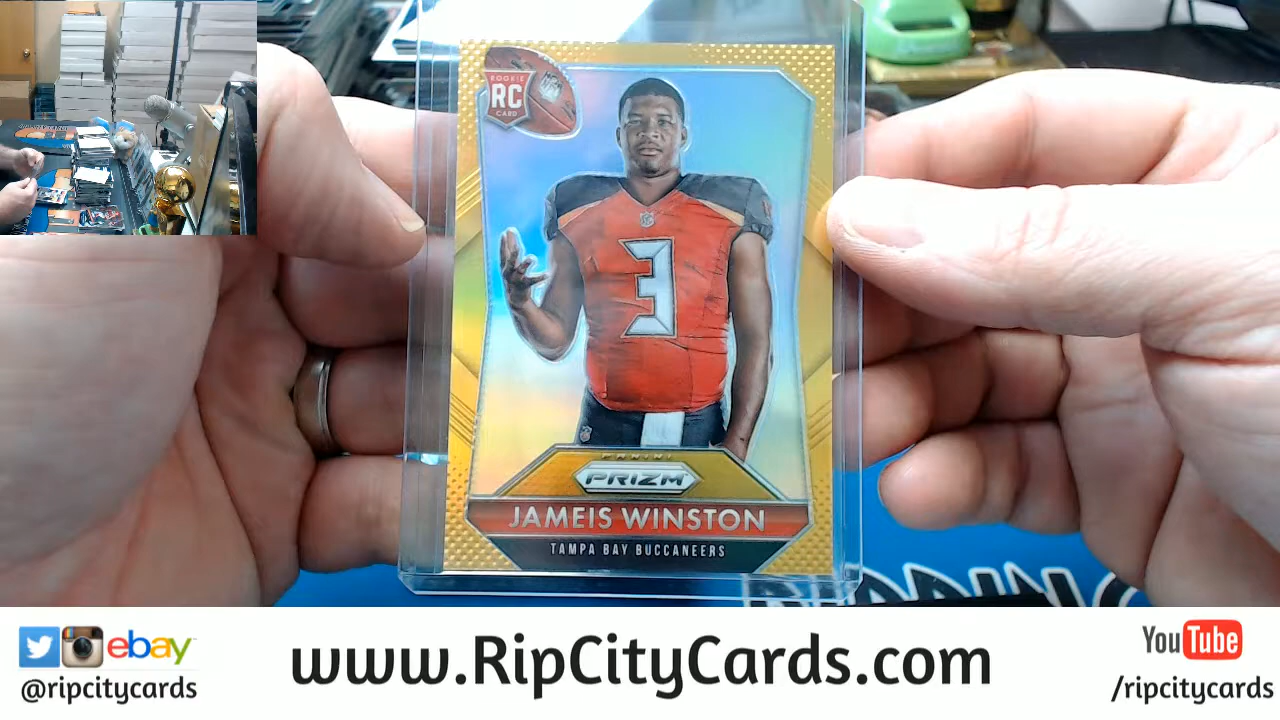 ROOKIE
RC
CARD
3
PANINI
PRIZM
JAMEIS WINSTON
TAMPA BAY BUCCANEERS
ebay
@ripcitycards
www.RipCityCards.com
YouTube
/ripcitycards